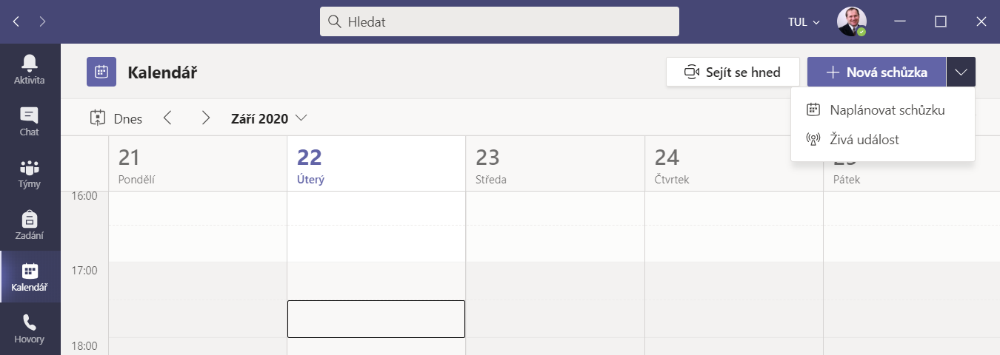 Hledat
TUL
Aktivita
Chat
Týmy
Zadání
Kalendář
Hovory
Kalendář
Sejít se hned
Nová schůzka
Naplánovat schůzku
Živá událost
Dnes
Září 2020
21
Pondělí
22
Úterý
23
Středa
24
Čtvrtek
Pátek
16:00
17:00
18:00